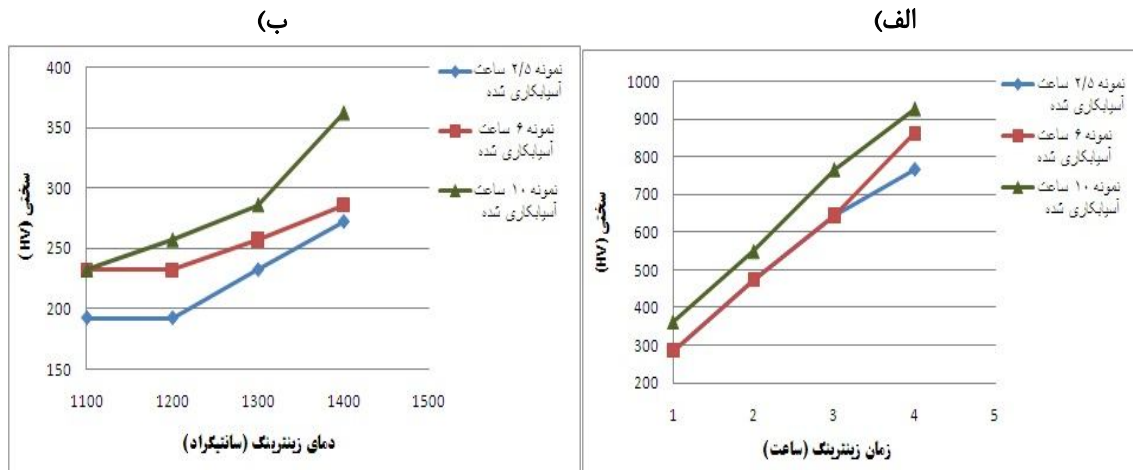 الف)
1000
900
800
700
600
500
400
300
200
1 2 3 4 5
سختی (HV)
زمان زینترینگ (ساعت)
نمونه ۲/۵ ساعت
آسیابکاری شده
نمونه ۶ ساعت
آسیابکاری شده
نمونه ۱۰ ساعت
آسیابکاری شده
ب)
400
350
300
250
200
150
1100 1200 1300 1400 1500
سختی (HV)
دمای زینترینگ (سانتیگراد)
نمونه ۲/۵ ساعت
آسیابکاری شده
نمونه ۶ ساعت
آسیابکاری شده
نمونه ۱۰ ساعت
آسیابکاری شده